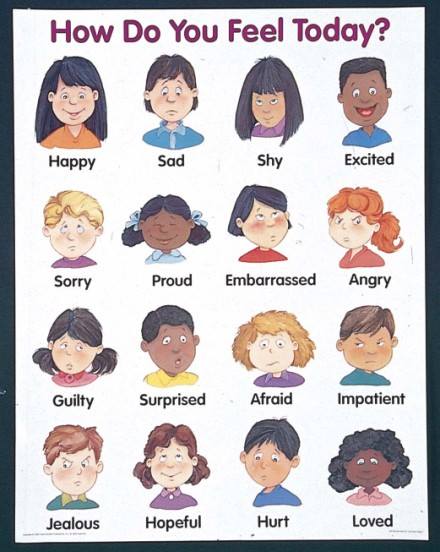 How Do You Feel Today?
Happy Sad Shy Excited
Sorry Proud Embarrassed Angry
Guilty Surprised Afraid Impatient
Jealous Hopeful Hurt Loved